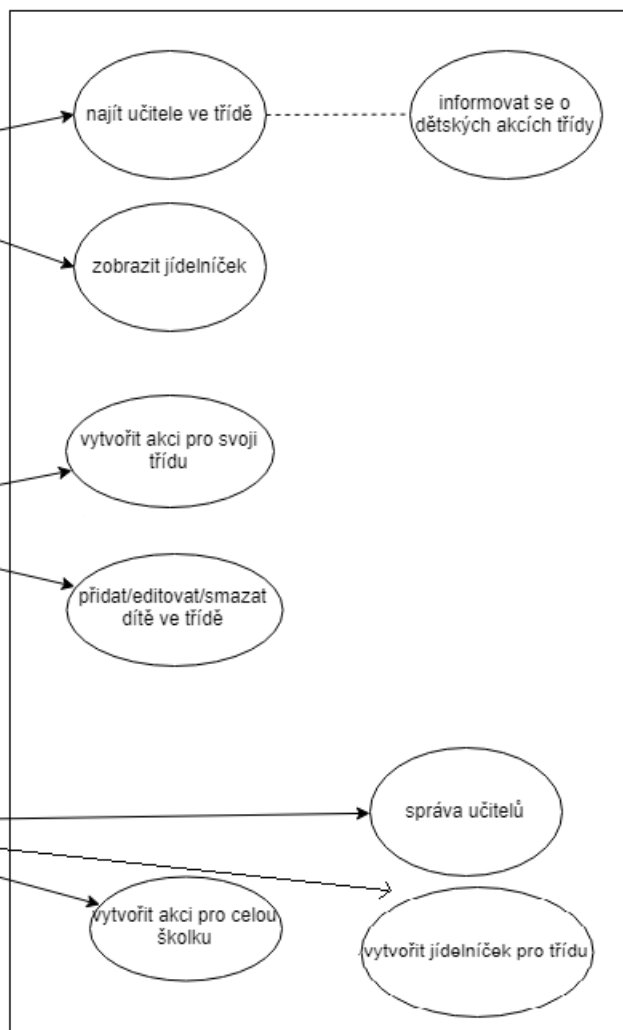 najít učitele ve třídě
informovat se o
dětských akcích třídy
zobrazit jídelníček
vytvořit akci pro svoji
třídu
přidat/editovat/smazat
dítě ve třídě
správa učitelů
vytvořit akci pro celou
školku
vytvořit jídelníček pro třídu